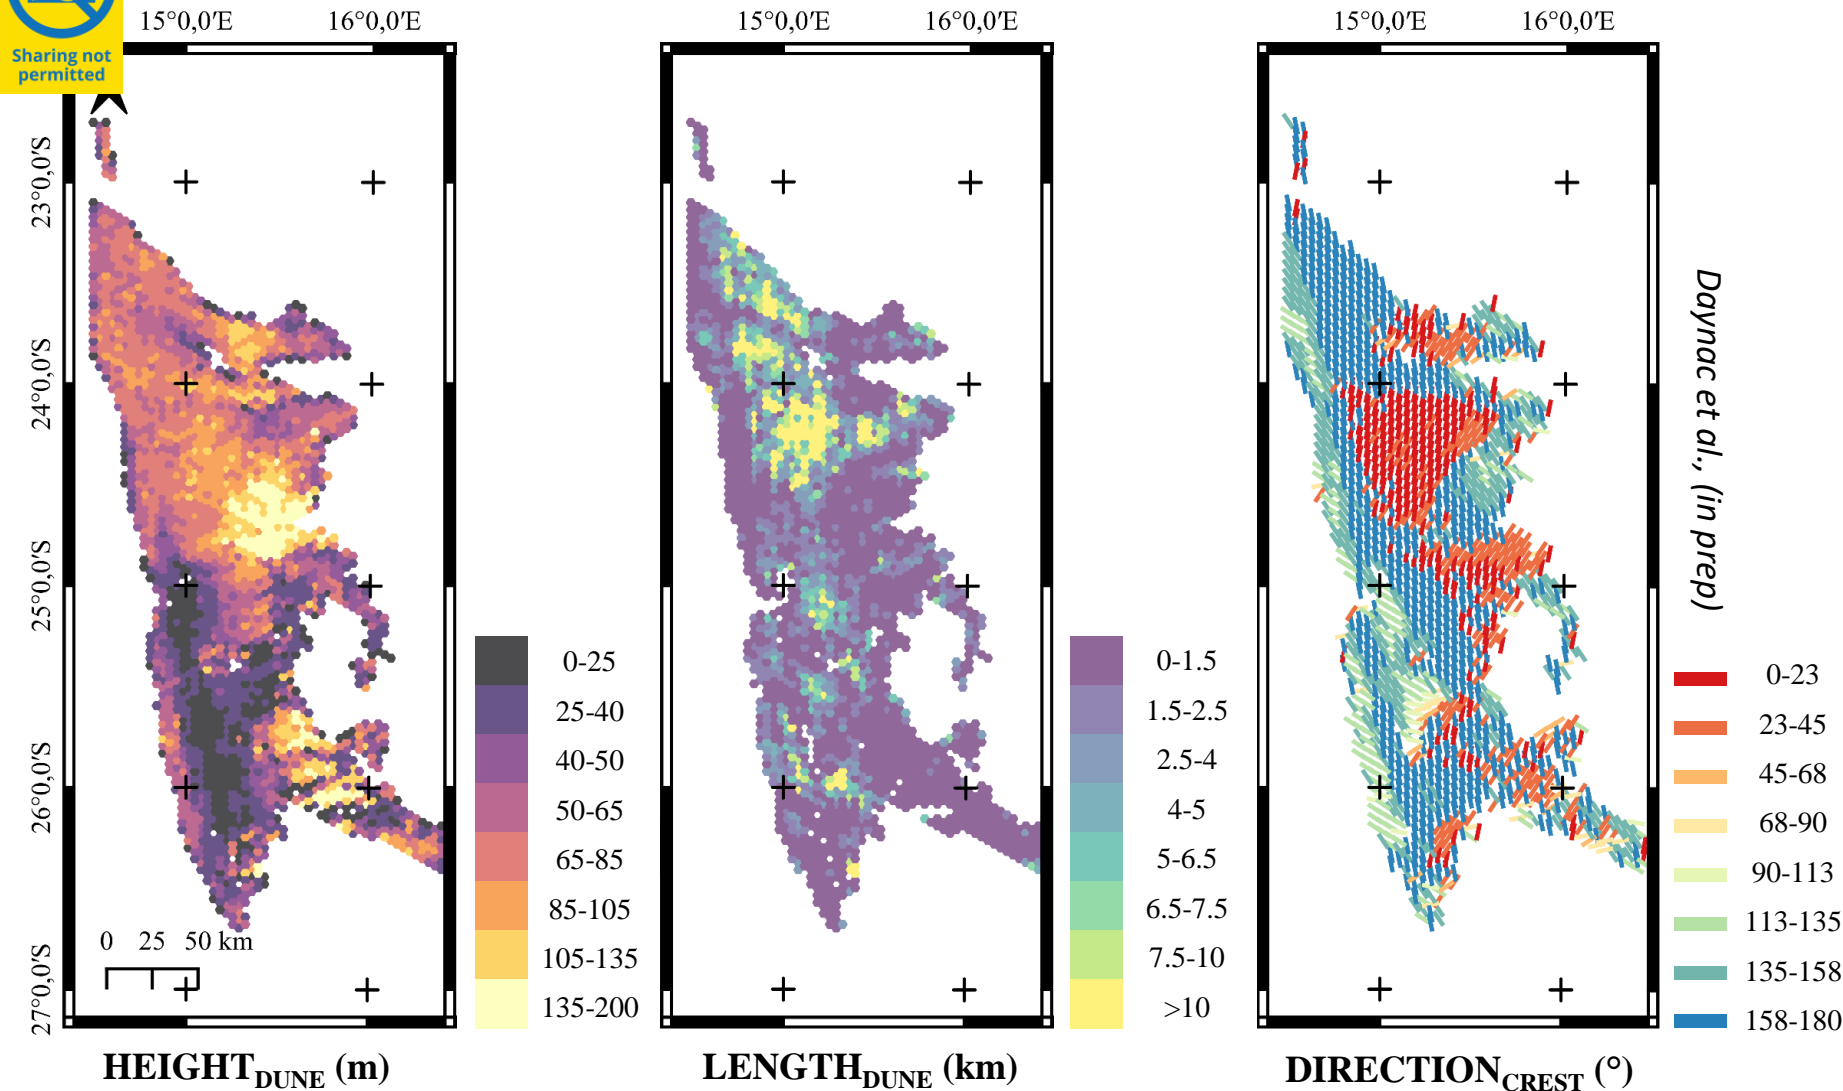 Sharing not
permitted
15°0,0′E 16°0,0′E
15°0,0′E 16°0,0′E
15°0,0′E 16°0,0′E
23°0,0′S
24°0,0′S
25°0,0′S
26°0,0′S
27°0,0′S
0 25 50 km
0-25
25-40
40-50
50-65
65-85
85-105
105-135
135-200
HEIGHT_DUNE (m)
0-1.5
1.5-2.5
2.5-4
4-5
5-6.5
6.5-7.5
7.5-10
>10
LENGTH_DUNE (km)
Daynac et al., (in prep)
0-23
23-45
45-68
68-90
90-113
113-135
135-158
158-180
DIRECTION_CREST (°)